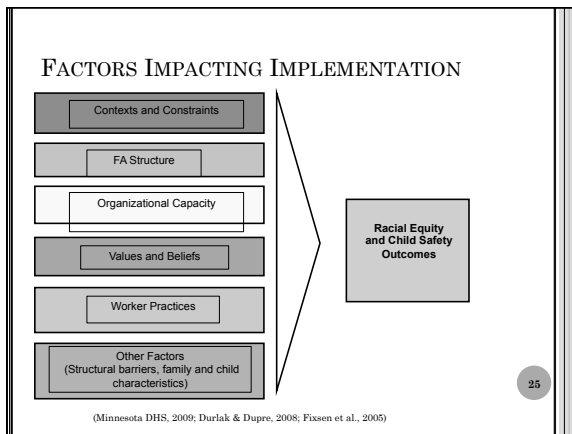 FACTORS IMPACTING IMPLEMENTATION
Contexts and Constraints
FA Structure
Organizational Capacity
Values and Beliefs
Worker Practices
Other Factors
(Structural barriers, family and child
characteristics)
Racial Equity
and Child Safety
Outcomes
25
(Minnesota DHS, 2009; Durlak & Dupre, 2008; Fixsen et al., 2005)